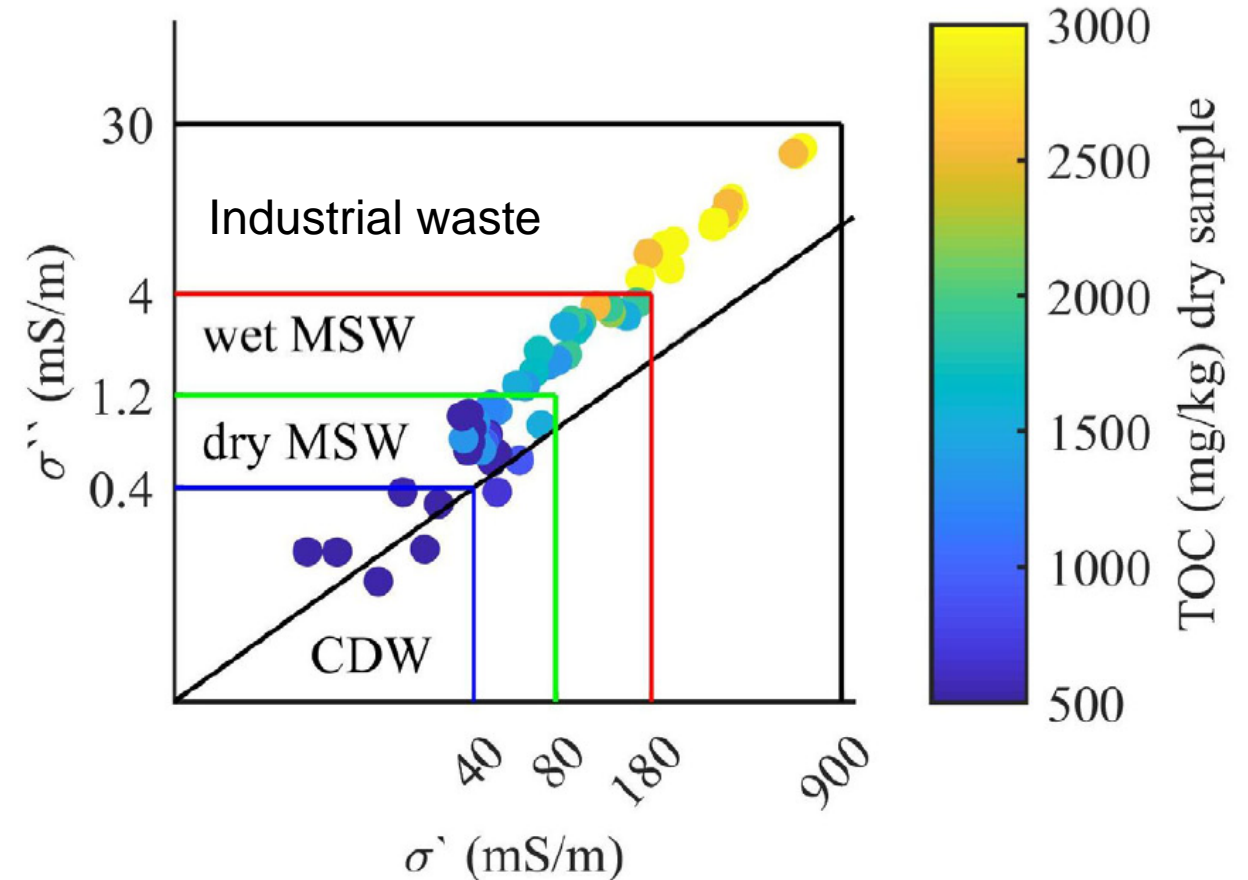 30
4
1.2
0.4
σ`` (mS/m)
Industrial waste
wet MSW
dry MSW
CDW
40
80
180
900
σ` (mS/m)
3000
2500
2000
1500
1000
500
TOC (mg/kg) dry sample